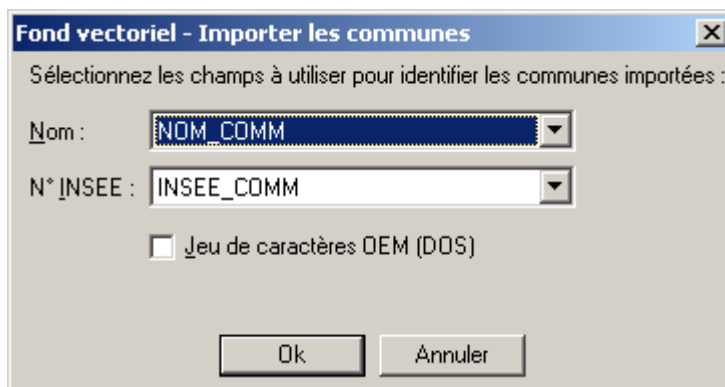 Fond vectoriel - Importer les communes
Sélectionnez les champs à utiliser pour identifier les communes importées :
Nom : NOM_COMM
N° INSEE : INSEE_COMM
Jeu de caractères OEM (DOS)
Ok Annuler